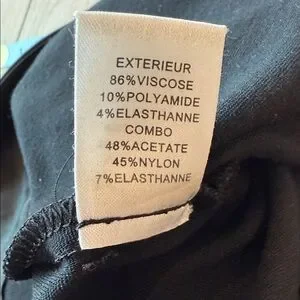 EXTERIEUR
86%VISCOSE
10%POLYAMIDE
4%ELASTHANNE
COMBO
48%ACETATE
45%NYLON
7%ELASTHANNE